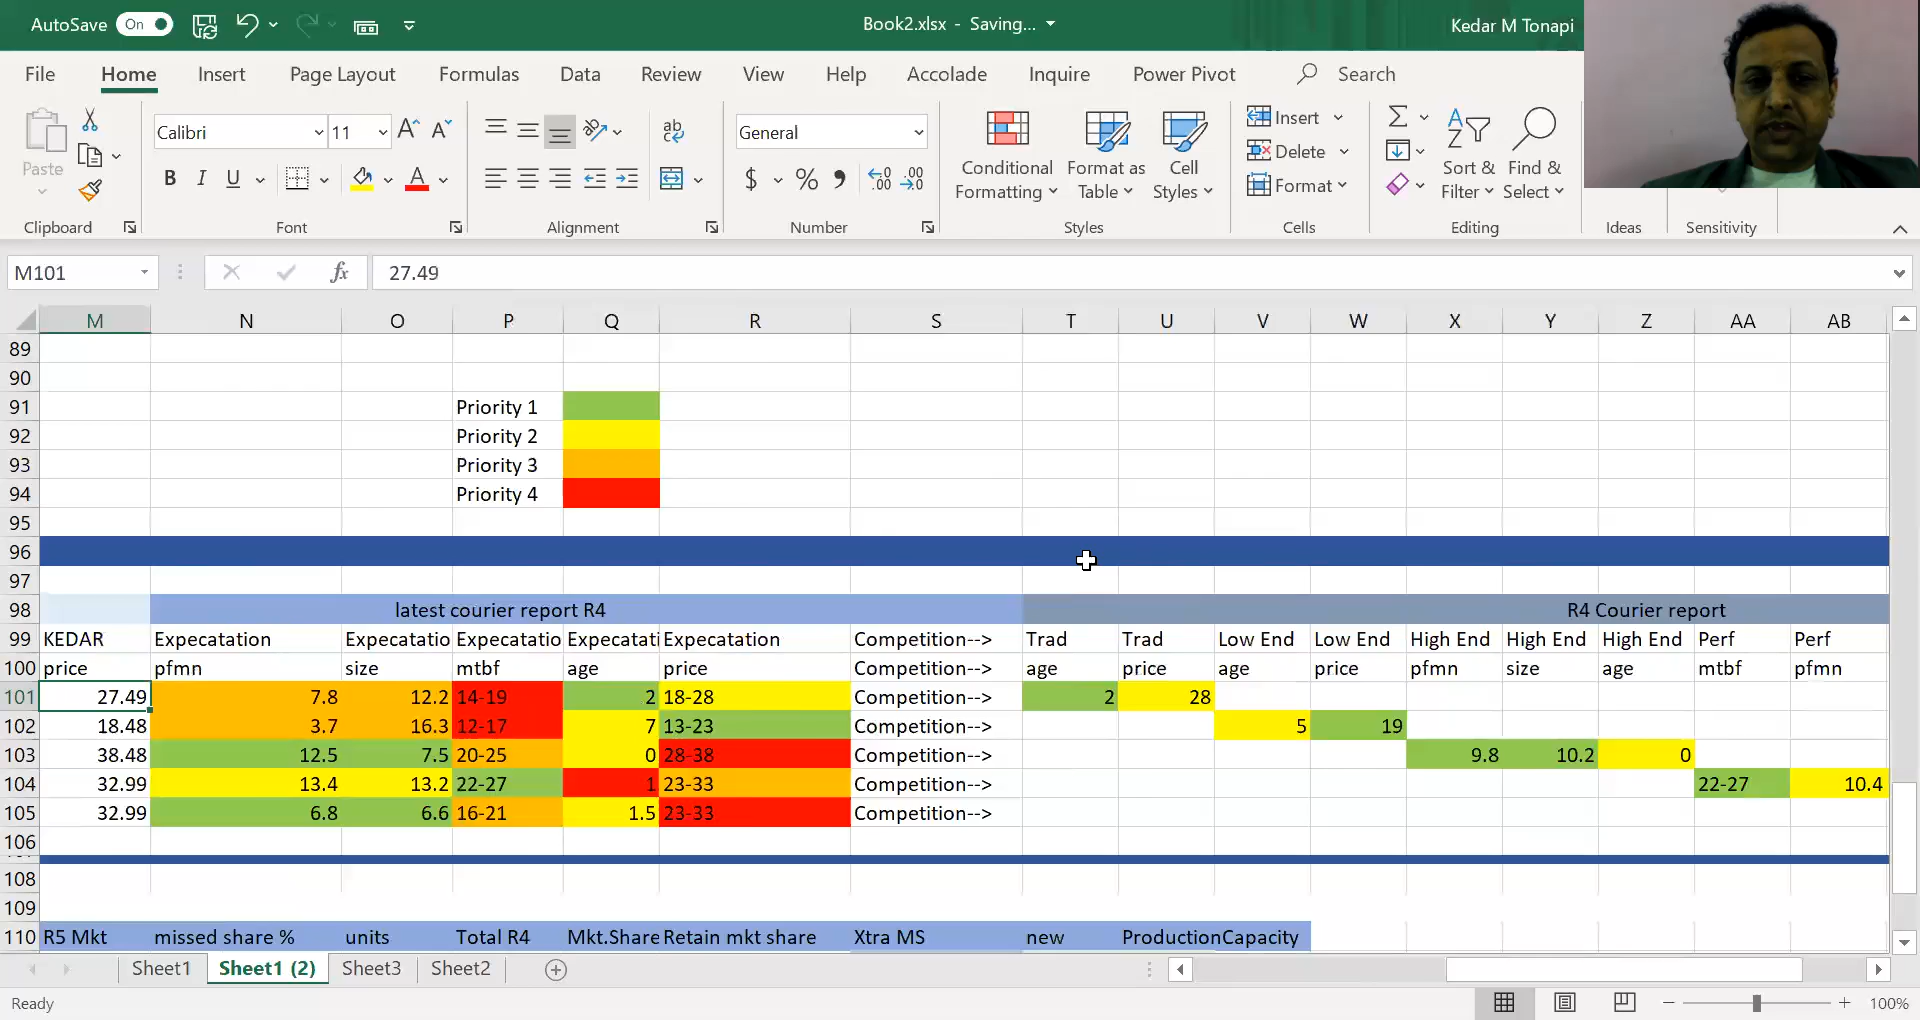 AutoSave On Book2.xlsx - Saving... Kedar M Tonapi
File Home Insert Page Layout Formulas Data Review View Help Accolade Inquire Power Pivot Search
Paste Calibri 11 B I U General $ % Conditional Formatting Format as Table Cell Styles Insert Delete Format Sort & Filter Find & Select
Clipboard Font Alignment Number Styles Cells Editing Ideas Sensitivity
M101 fx 27.49
M N O P Q R S T U V W X Y Z AA AB
89
90
91 Priority 1
92 Priority 2
93 Priority 3
94 Priority 4
95
96
97
98 latest courier report R4 R4 Courier report
99 KEDAR Expecatation Expecatatio Expecatatio Expecatati Expecatation Competition--> Trad Trad Low End Low End High End High End High End Perf Perf
100 price pfmn size mtbf age price Competition--> age price age price pfmn size age mtbf pfmn
101 27.49 7.8 12.2 14-19 2 18-28 Competition--> 2 28
102 18.48 3.7 16.3 12-17 7 13-23 Competition--> 5 19
103 38.48 12.5 7.5 20-25 0 28-38 Competition--> 9.8 10.2 0
104 32.99 13.4 13.2 22-27 1 23-33 Competition--> 22-27 10.4
105 32.99 6.8 6.6 16-21 1.5 23-33 Competition-->
106
108
109
110 R5 Mkt missed share % units Total R4 Mkt.Share Retain mkt share Xtra MS new ProductionCapacity
Sheet1 Sheet1 (2) Sheet3 Sheet2
Ready 100%